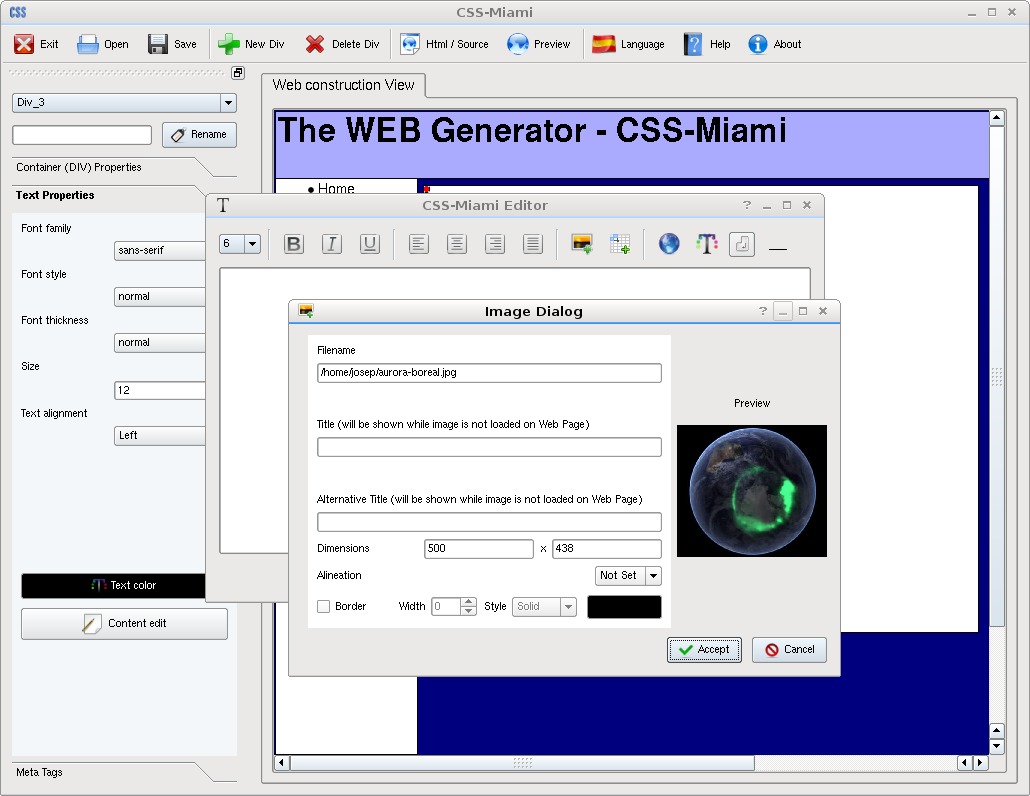 CSS CSS-Miami
Exit Open Save New Div Delete Div Html / Source Preview Language Help About
Web construction View
Div_3
Rename
Container (DIV) Properties
Text Properties
Font family
sans-serif
Font style
normal
Font thickness
normal
Size
12
Text alignment
Left
Text color
Content edit
Meta Tags
The WEB Generator - CSS-Miami
• Home
T CSS-Miami Editor
6 B I U
Image Dialog
Filename
/home/josep/aurora-boreal.jpg
Title (will be shown while image is not loaded on Web Page)
Alternative Title (will be shown while image is not loaded on Web Page)
Dimensions 500 x 438
Alineation Not Set
Border Width 0 Style Solid
Preview
Accept Cancel